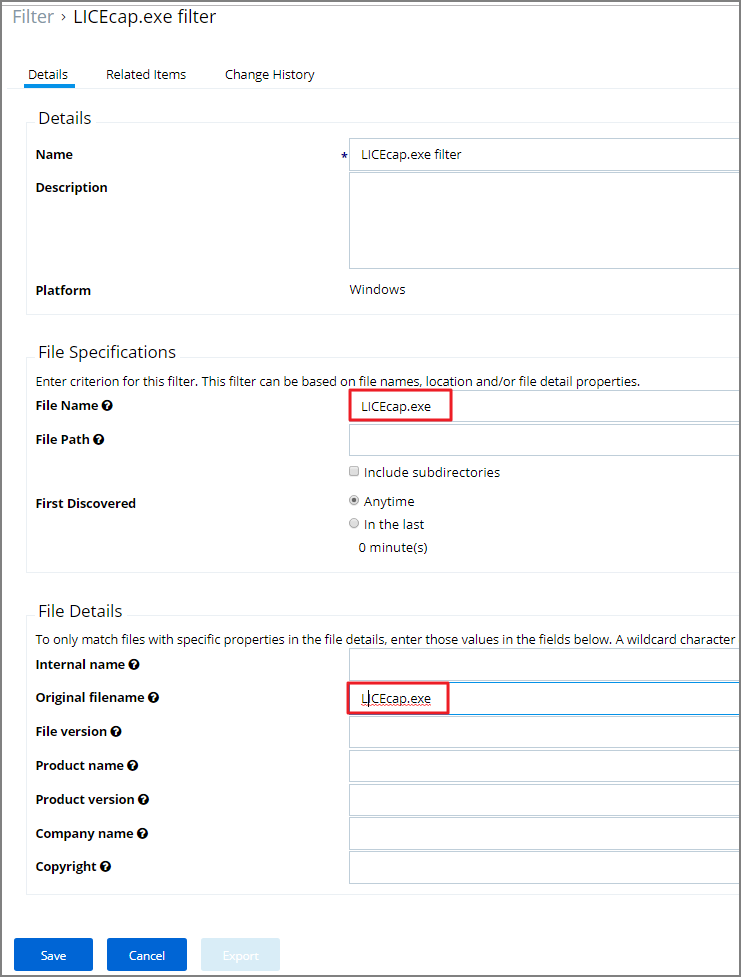 Filter › LICEcap.exe filter
Details Related Items Change History
Details
Name * LICEcap.exe filter
Description
Platform Windows
File Specifications
Enter criterion for this filter. This filter can be based on file names, location and/or file detail properties.
File Name ? LICEcap.exe
File Path ?
Include subdirectories
First Discovered Anytime
In the last
0 minute(s)
File Details
To only match files with specific properties in the file details, enter those values in the fields below. A wildcard character
Internal name ?
Original filename ? LICEcap.exe
File version ?
Product name ?
Product version ?
Company name ?
Copyright ?
Save Cancel Export